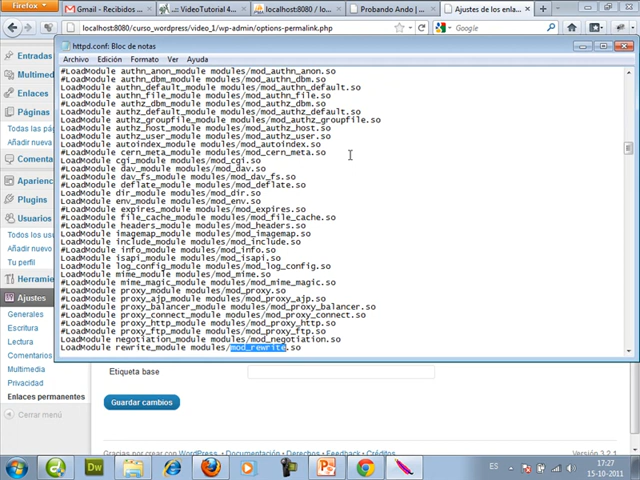 Firefox
Gmail - Recibidos ...
.:: VideoTutorial 4...
localhost / localho...
Probando Ando | ...
Ajustes de los enla...
localhost:8080/curso_wordpress/video_1/wp-admin/options-permalink.php
httpd.conf: Bloc de notas
Archivo Edición Formato Ver Ayuda
#LoadModule authn_anon_module modules/mod_authn_anon.so
#LoadModule authn_dbm_module modules/mod_authn_dbm.so
LoadModule authn_default_module modules/mod_authn_default.so
LoadModule authn_file_module modules/mod_authn_file.so
#LoadModule authz_dbm_module modules/mod_authz_dbm.so
LoadModule authz_default_module modules/mod_authz_default.so
LoadModule authz_groupfile_module modules/mod_authz_groupfile.so
LoadModule authz_host_module modules/mod_authz_host.so
LoadModule authz_user_module modules/mod_authz_user.so
LoadModule autoindex_module modules/mod_autoindex.so
#LoadModule cern_meta_module modules/mod_cern_meta.so
LoadModule cgi_module modules/mod_cgi.so
#LoadModule dav_module modules/mod_dav.so
#LoadModule dav_fs_module modules/mod_dav_fs.so
#LoadModule deflate_module modules/mod_deflate.so
LoadModule dir_module modules/mod_dir.so
LoadModule env_module modules/mod_env.so
#LoadModule expires_module modules/mod_expires.so
#LoadModule file_cache_module modules/mod_file_cache.so
#LoadModule headers_module modules/mod_headers.so
LoadModule imagemap_module modules/mod_imagemap.so
LoadModule include_module modules/mod_include.so
#LoadModule info_module modules/mod_info.so
LoadModule isapi_module modules/mod_isapi.so
LoadModule log_config_module modules/mod_log_config.so
LoadModule mime_module modules/mod_mime.so
#LoadModule mime_magic_module modules/mod_mime_magic.so
#LoadModule proxy_module modules/mod_proxy.so
#LoadModule proxy_ajp_module modules/mod_proxy_ajp.so
#LoadModule proxy_balancer_module modules/mod_proxy_balancer.so
#LoadModule proxy_connect_module modules/mod_proxy_connect.so
#LoadModule proxy_http_module modules/mod_proxy_http.so
#LoadModule proxy_ftp_module modules/mod_proxy_ftp.so
LoadModule negotiation_module modules/mod_negotiation.so
LoadModule rewrite_module modules/mod_rewrite.so
Entradas
Multimed
Enlaces
Páginas
Todas las pá
Añadir nuev
Comenta
Aparienc
Plugins
Usuarios
Todos los us
Añadir nuevo
Tu perfil
Herramie
Ajustes
Generales
Escritura
Lectura
Comentarios
Multimedia
Privacidad
Enlaces permanentes
Cerrar menú
Etiqueta base
Guardar cambios
Gracias por crear con WordPress • Documentación • Feedback • Créditos
Versión 3.2.1
ES
17:27
15-10-2011